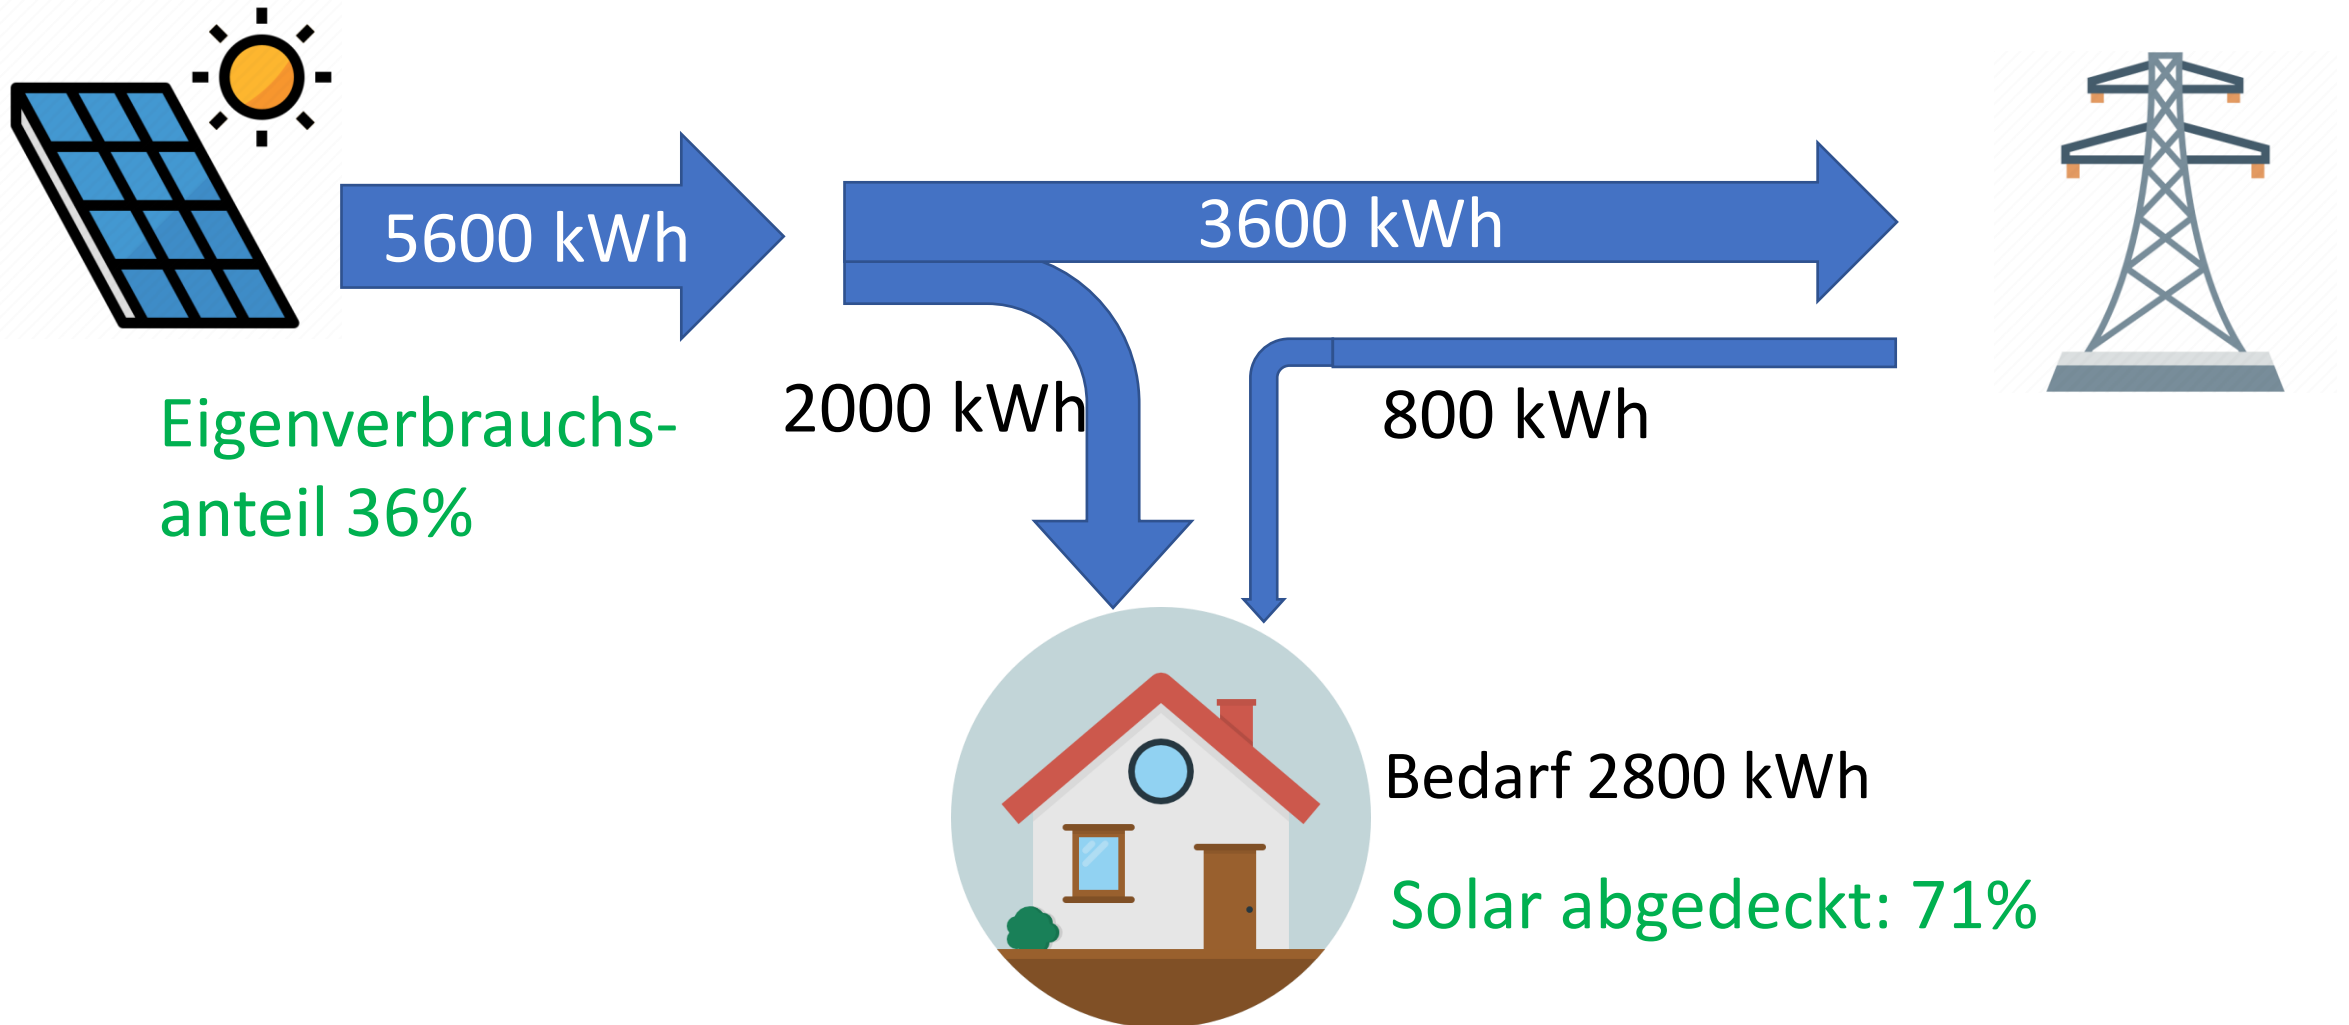 5600 kWh
3600 kWh
2000 kWh
800 kWh
Eigenverbrauchs-
anteil 36%
Bedarf 2800 kWh
Solar abgedeckt: 71%